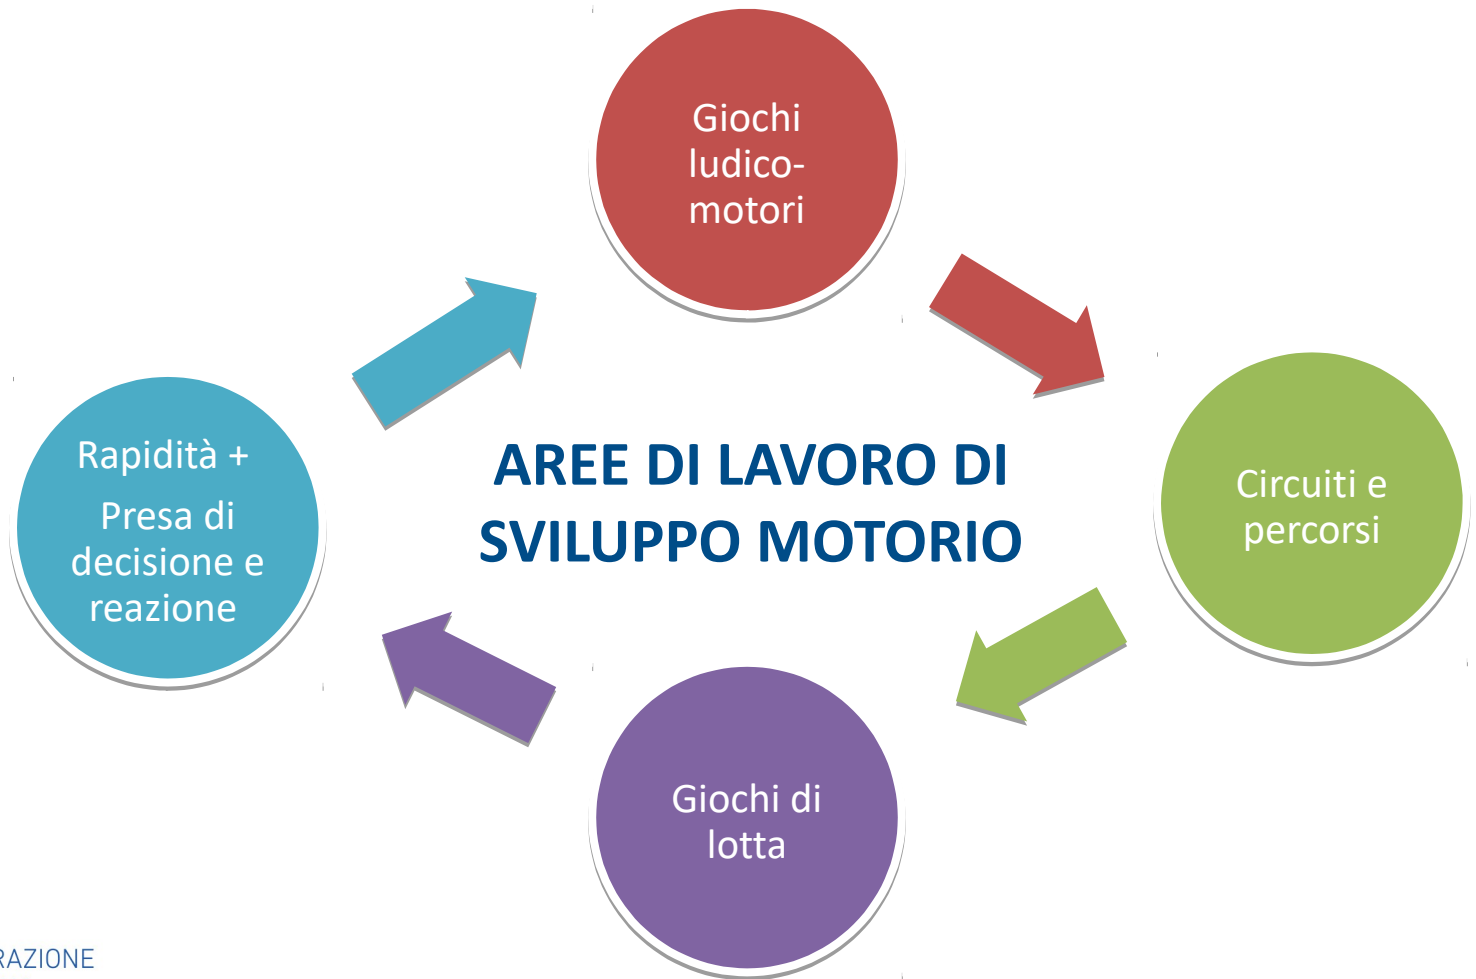 Giochi
ludico-
motori
Rapidità +
Presa di
decisione e
reazione
AREE DI LAVORO DI
SVILUPPO MOTORIO
Circuiti e
percorsi
Giochi di
lotta
RAZIONE